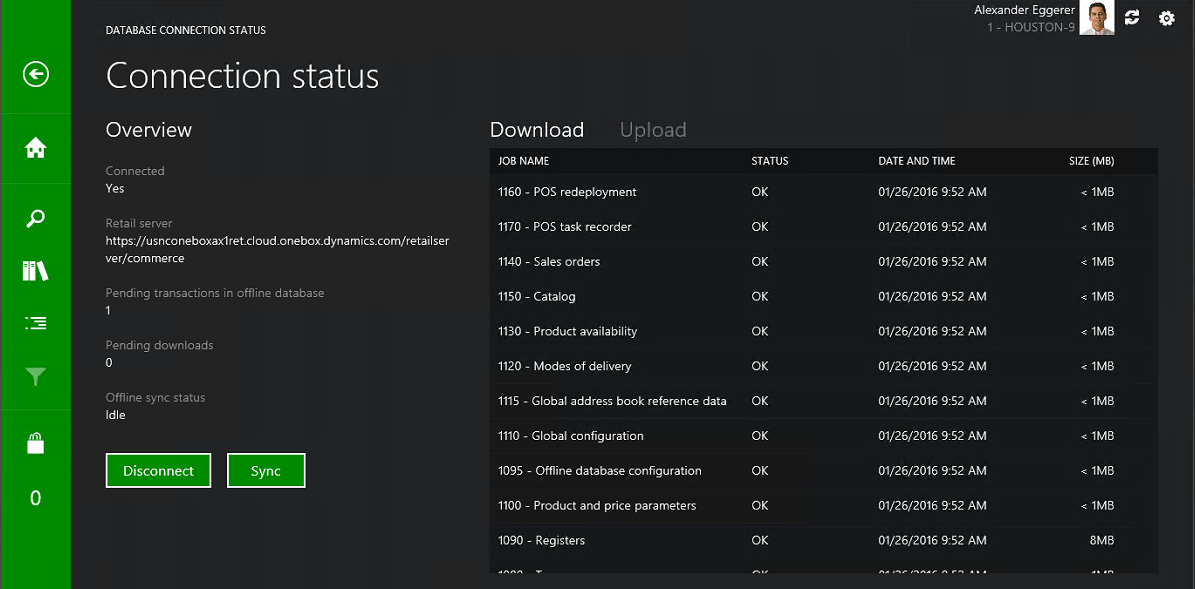 Alexander Eggerer
1 - HOUSTON-9
DATABASE CONNECTION STATUS
Connection status
Overview
Connected
Yes
Retail server
https://usnconeboxax1ret.cloud.onebox.dynamics.com/retailser
ver/commerce
Pending transactions in offline database
1
Pending downloads
0
Offline sync status
Idle
Disconnect Sync
0
Download Upload
JOB NAME STATUS DATE AND TIME SIZE (MB)
1160 - POS redeployment OK 01/26/2016 9:52 AM < 1MB
1170 - POS task recorder OK 01/26/2016 9:52 AM < 1MB
1140 - Sales orders OK 01/26/2016 9:52 AM < 1MB
1150 - Catalog OK 01/26/2016 9:52 AM < 1MB
1130 - Product availability OK 01/26/2016 9:52 AM < 1MB
1120 - Modes of delivery OK 01/26/2016 9:52 AM < 1MB
1115 - Global address book reference data OK 01/26/2016 9:52 AM < 1MB
1110 - Global configuration OK 01/26/2016 9:52 AM < 1MB
1095 - Offline database configuration OK 01/26/2016 9:52 AM < 1MB
1100 - Product and price parameters OK 01/26/2016 9:52 AM < 1MB
1090 - Registers OK 01/26/2016 9:52 AM 8MB